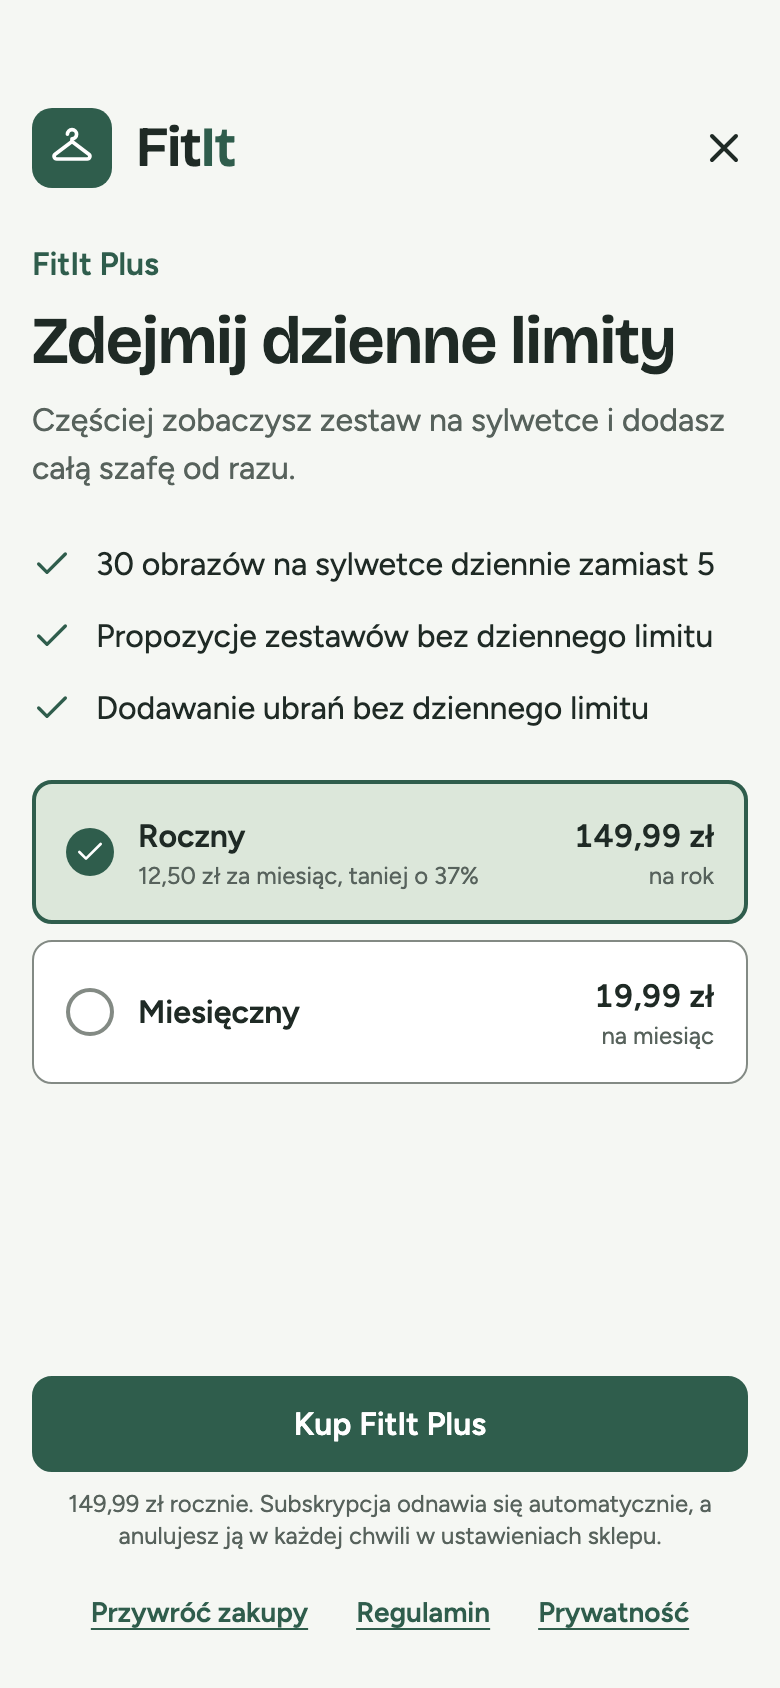 FitIt
FitIt Plus
Zdejmij dzienne limity
Częściej zobaczysz zestaw na sylwetce i dodasz
całą szafę od razu.
30 obrazów na sylwetce dziennie zamiast 5
Propozycje zestawów bez dziennego limitu
Dodawanie ubrań bez dziennego limitu
Roczny 149,99 zł
12,50 zł za miesiąc, taniej o 37% na rok
Miesięczny 19,99 zł
na miesiąc
Kup FitIt Plus
149,99 zł rocznie. Subskrypcja odnawia się automatycznie, a
anulujesz ją w każdej chwili w ustawieniach sklepu.
Przywróć zakupy Regulamin Prywatność